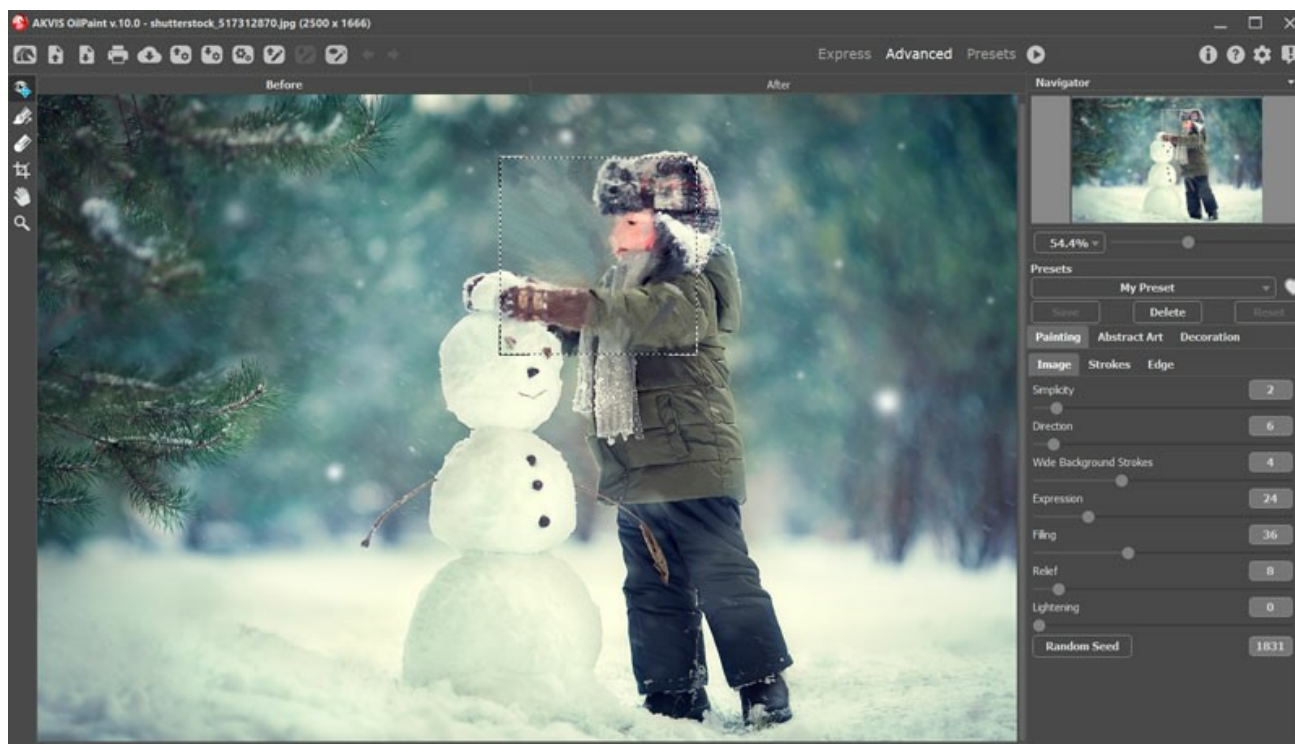 AKVIS OilPaint v.10.0 - shutterstock_517312870.jpg (2500 x 1666)
Express Advanced Presets
Before After
Navigator
54.4%
Presets
My Preset
Save Delete Reset
Painting Abstract Art Decoration
Image Strokes Edge
Simplicity 2
Direction 6
Wide Background Strokes 4
Expression 24
Filling 36
Relief 8
Lightening 0
Random Seed 1831